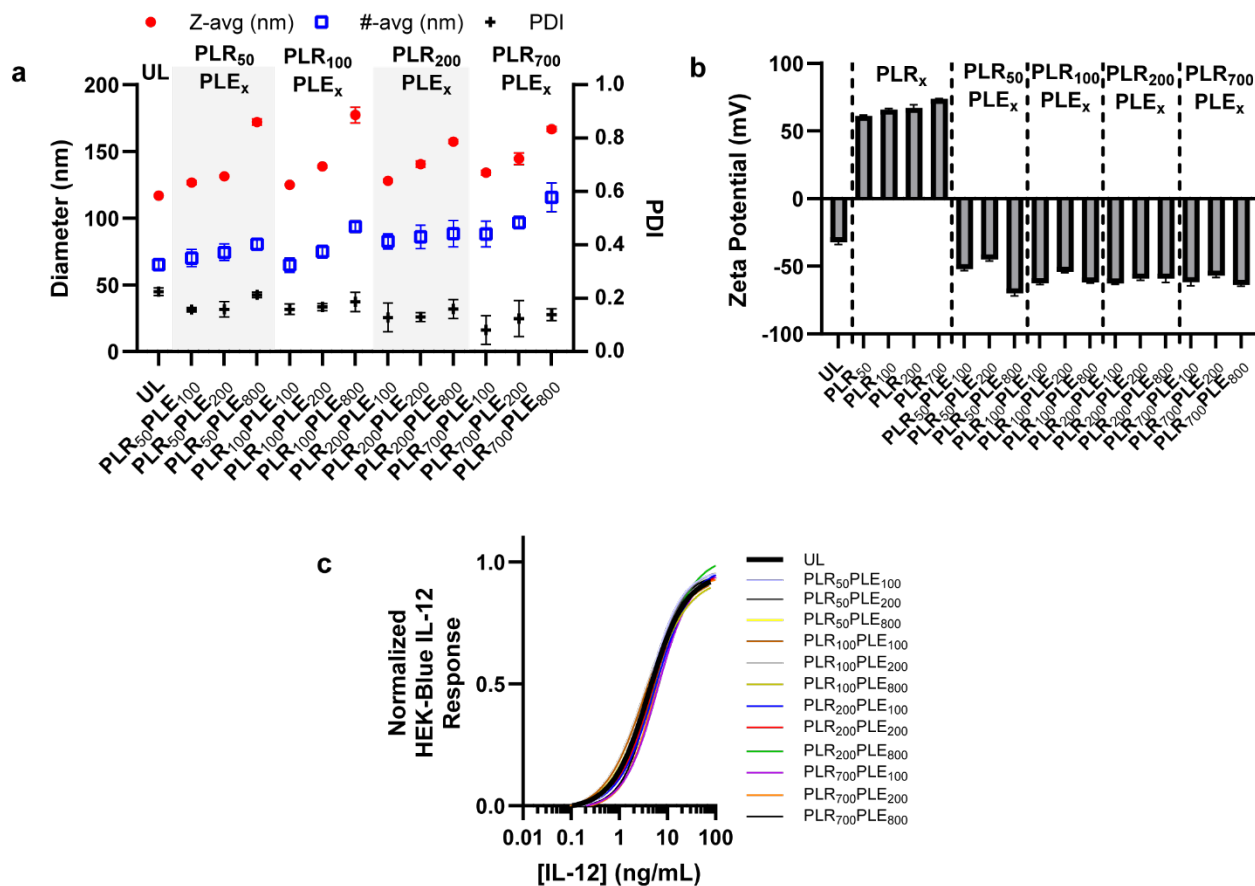 Z-avg (nm) #-avg (nm) PDI
a
UL PLR50 PLEx PLR100 PLEx PLR200 PLEx PLR700 PLEx
Diameter (nm)
200
150
100
50
0
PDI
1.0
0.8
0.6
0.4
0.2
0.0
UL
PLR50PLE100
PLR50PLE200
PLR50PLE800
PLR100PLE100
PLR100PLE200
PLR100PLE800
PLR200PLE100
PLR200PLE200
PLR200PLE800
PLR700PLE100
PLR700PLE200
PLR700PLE800
b
PLRx PLR50 PLEx PLR100 PLEx PLR200 PLEx PLR700 PLEx
Zeta Potential (mV)
100
50
0
-50
-100
UL
PLR50
PLR100
PLR200
PLR700
PLR50PLE100
PLR50PLE200
PLR50PLE800
PLR100PLE100
PLR100PLE200
PLR100PLE800
PLR200PLE100
PLR200PLE200
PLR200PLE800
PLR700PLE100
PLR700PLE200
PLR700PLE800
c
Normalized
HEK-Blue IL-12
Response
1.0
0.5
0.0
0.01 0.1 1 10 100
[IL-12] (ng/mL)
UL
PLR50PLE100
PLR50PLE200
PLR50PLE800
PLR100PLE100
PLR100PLE200
PLR100PLE800
PLR200PLE100
PLR200PLE200
PLR200PLE800
PLR700PLE100
PLR700PLE200
PLR700PLE800